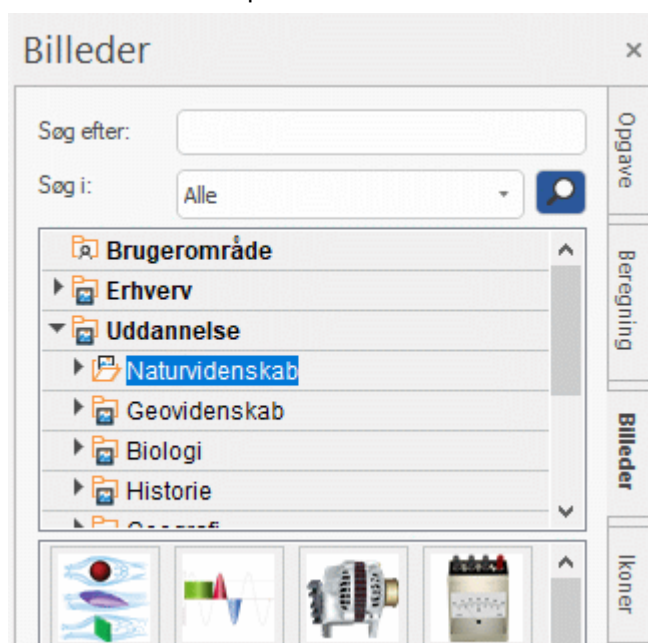 Billeder
Søg efter:
Søg i:
Alle
Brugerområde
Erhverv
Uddannelse
Naturvidenskab
Geovidenskab
Biologi
Historie
Opgave
Beregning
Billeder
Ikoner